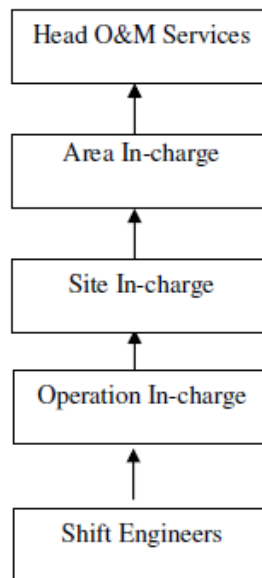 Head O&M Services
Area In-charge
Site In-charge
Operation In-charge
Shift Engineers